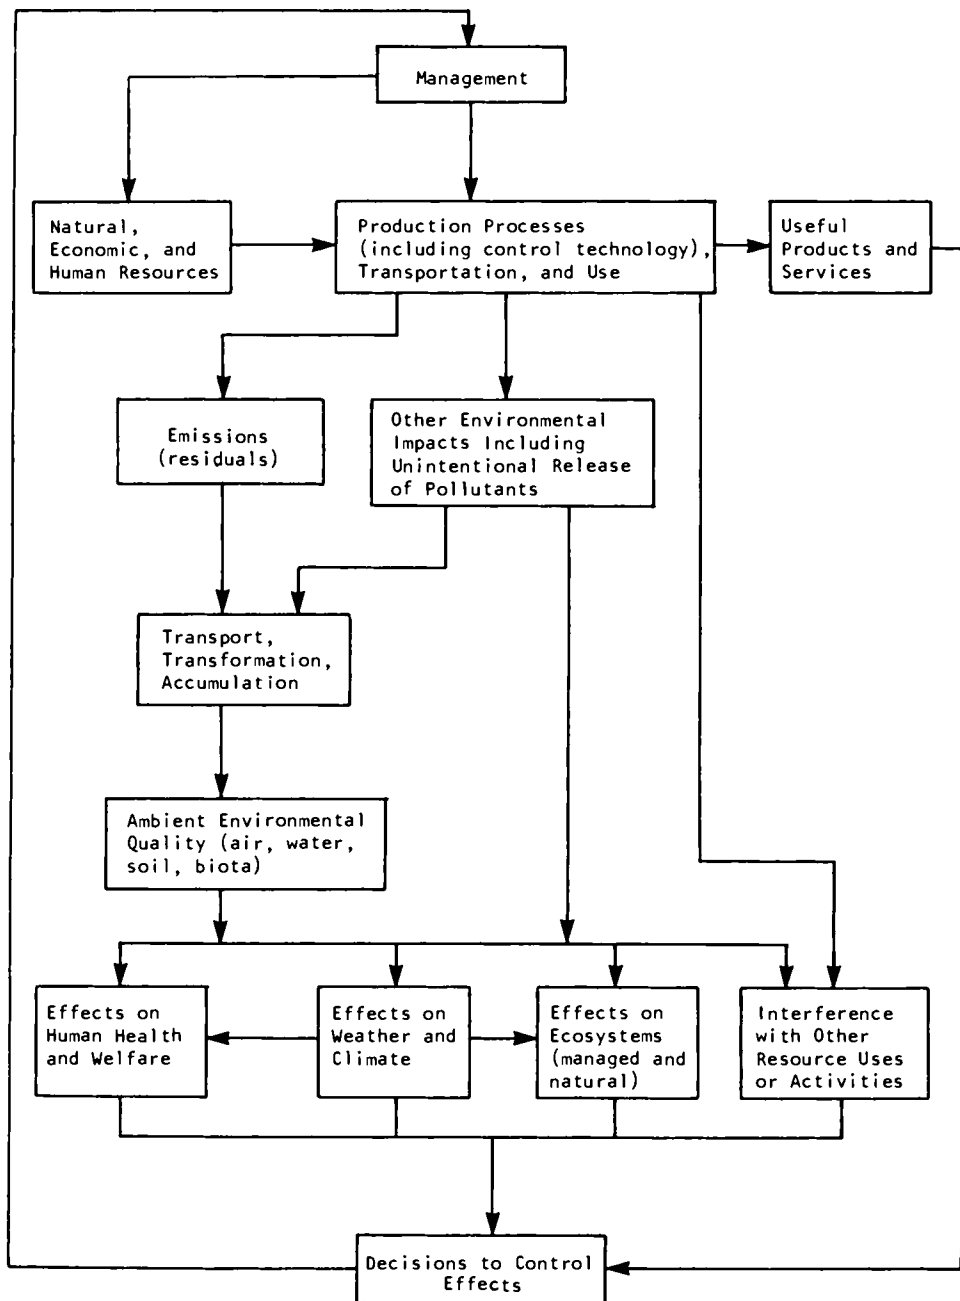 Management
Natural,
Economic, and
Human Resources
Production Processes
(including control technology),
Transportation, and Use
Useful
Products and
Services
Emissions
(residuals)
Other Environmental
Impacts Including
Unintentional Release
of Pollutants
Transport,
Transformation,
Accumulation
Ambient Environmental
Quality (air, water,
soil, biota)
Effects on
Human Health
and Welfare
Effects on
Weather and
Climate
Effects on
Ecosystems
(managed and
natural)
Interference
with Other
Resource Uses
or Activities
Decisions to Control
Effects